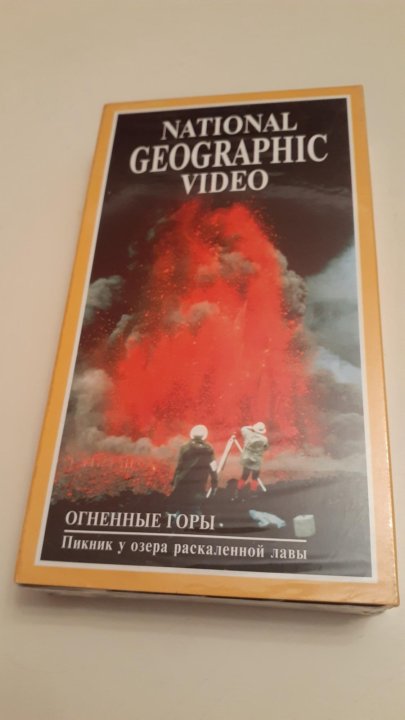 NATIONAL
GEOGRAPHIC
VIDEO
ОГНЕННЫЕ ГОРЫ
Пикник у озера раскаленной лавы